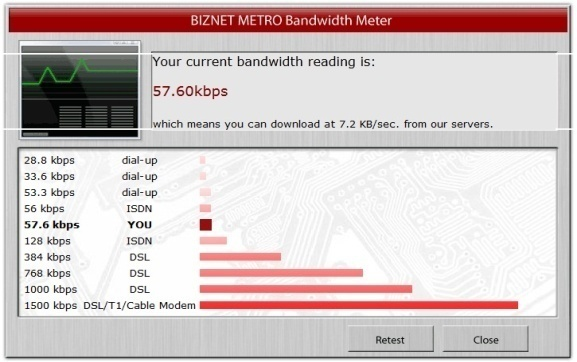 BIZNET METRO Bandwidth Meter
Your current bandwidth reading is:
57.60kbps
which means you can download at 7.2 KB/sec. from our servers.
28.8 kbps dial-up
33.6 kbps dial-up
53.3 kbps dial-up
56 kbps ISDN
57.6 kbps YOU
128 kbps ISDN
384 kbps DSL
768 kbps DSL
1000 kbps DSL
1500 kbps DSL/T1/Cable Modem
Retest Close